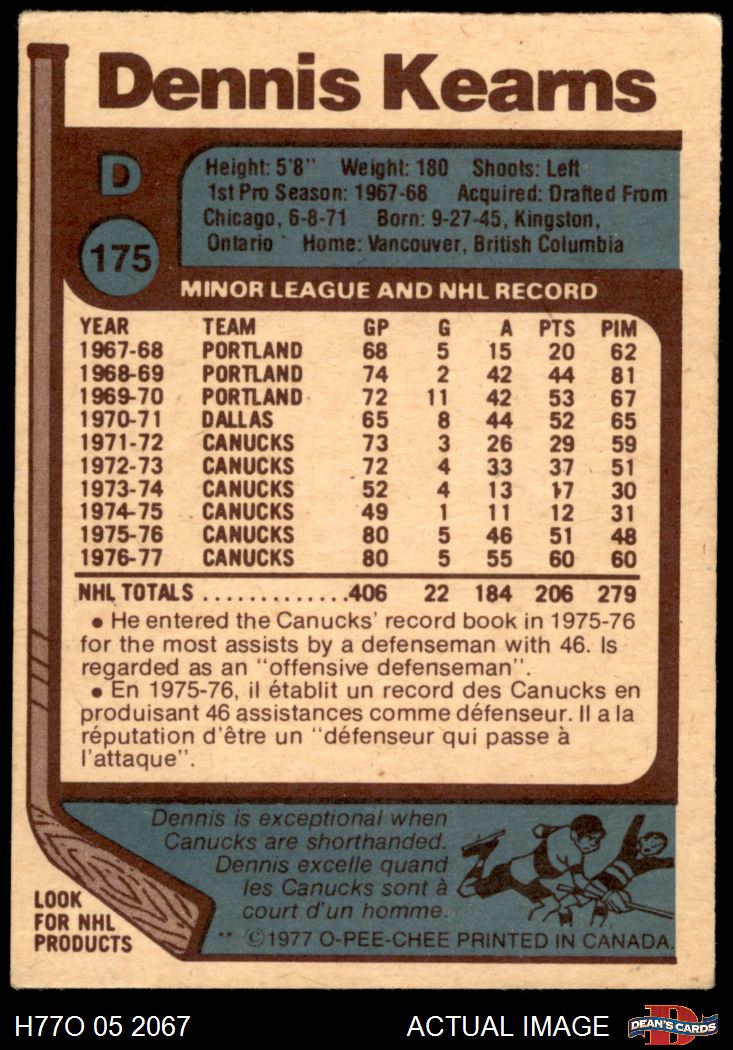 Dennis Kearns
D
175
Height: 5'8" Weight: 180 Shoots: Left
1st Pro Season: 1967-68 Acquired: Drafted From
Chicago, 6-8-71 Born: 9-27-45, Kingston,
Ontario Home: Vancouver, British Columbia
MINOR LEAGUE AND NHL RECORD
YEAR TEAM GP G A PTS PIM
1967-68 PORTLAND 68 5 15 20 62
1968-69 PORTLAND 74 2 42 44 81
1969-70 PORTLAND 72 11 42 53 67
1970-71 DALLAS 65 8 44 52 65
1971-72 CANUCKS 73 3 26 29 59
1972-73 CANUCKS 72 4 33 37 51
1973-74 CANUCKS 52 4 13 17 30
1974-75 CANUCKS 49 1 11 12 31
1975-76 CANUCKS 80 5 46 51 48
1976-77 CANUCKS 80 5 55 60 60
NHL TOTALS .............406 22 184 206 279
• He entered the Canucks' record book in 1975-76
for the most assists by a defenseman with 46. Is
regarded as an "offensive defenseman".
• En 1975-76, il établit un record des Canucks en
produisant 46 assistances comme défenseur. Il a la
réputation d'être un "défenseur qui passe à
l'attaque".
Dennis is exceptional when
Canucks are shorthanded.
Dennis excelle quand
les Canucks sont à
court d'un homme.
LOOK
FOR NHL
PRODUCTS
** ©1977 O-PEE-CHEE PRINTED IN CANADA.
H77O 05 2067 ACTUAL IMAGE
D
DEAN'S CARDS